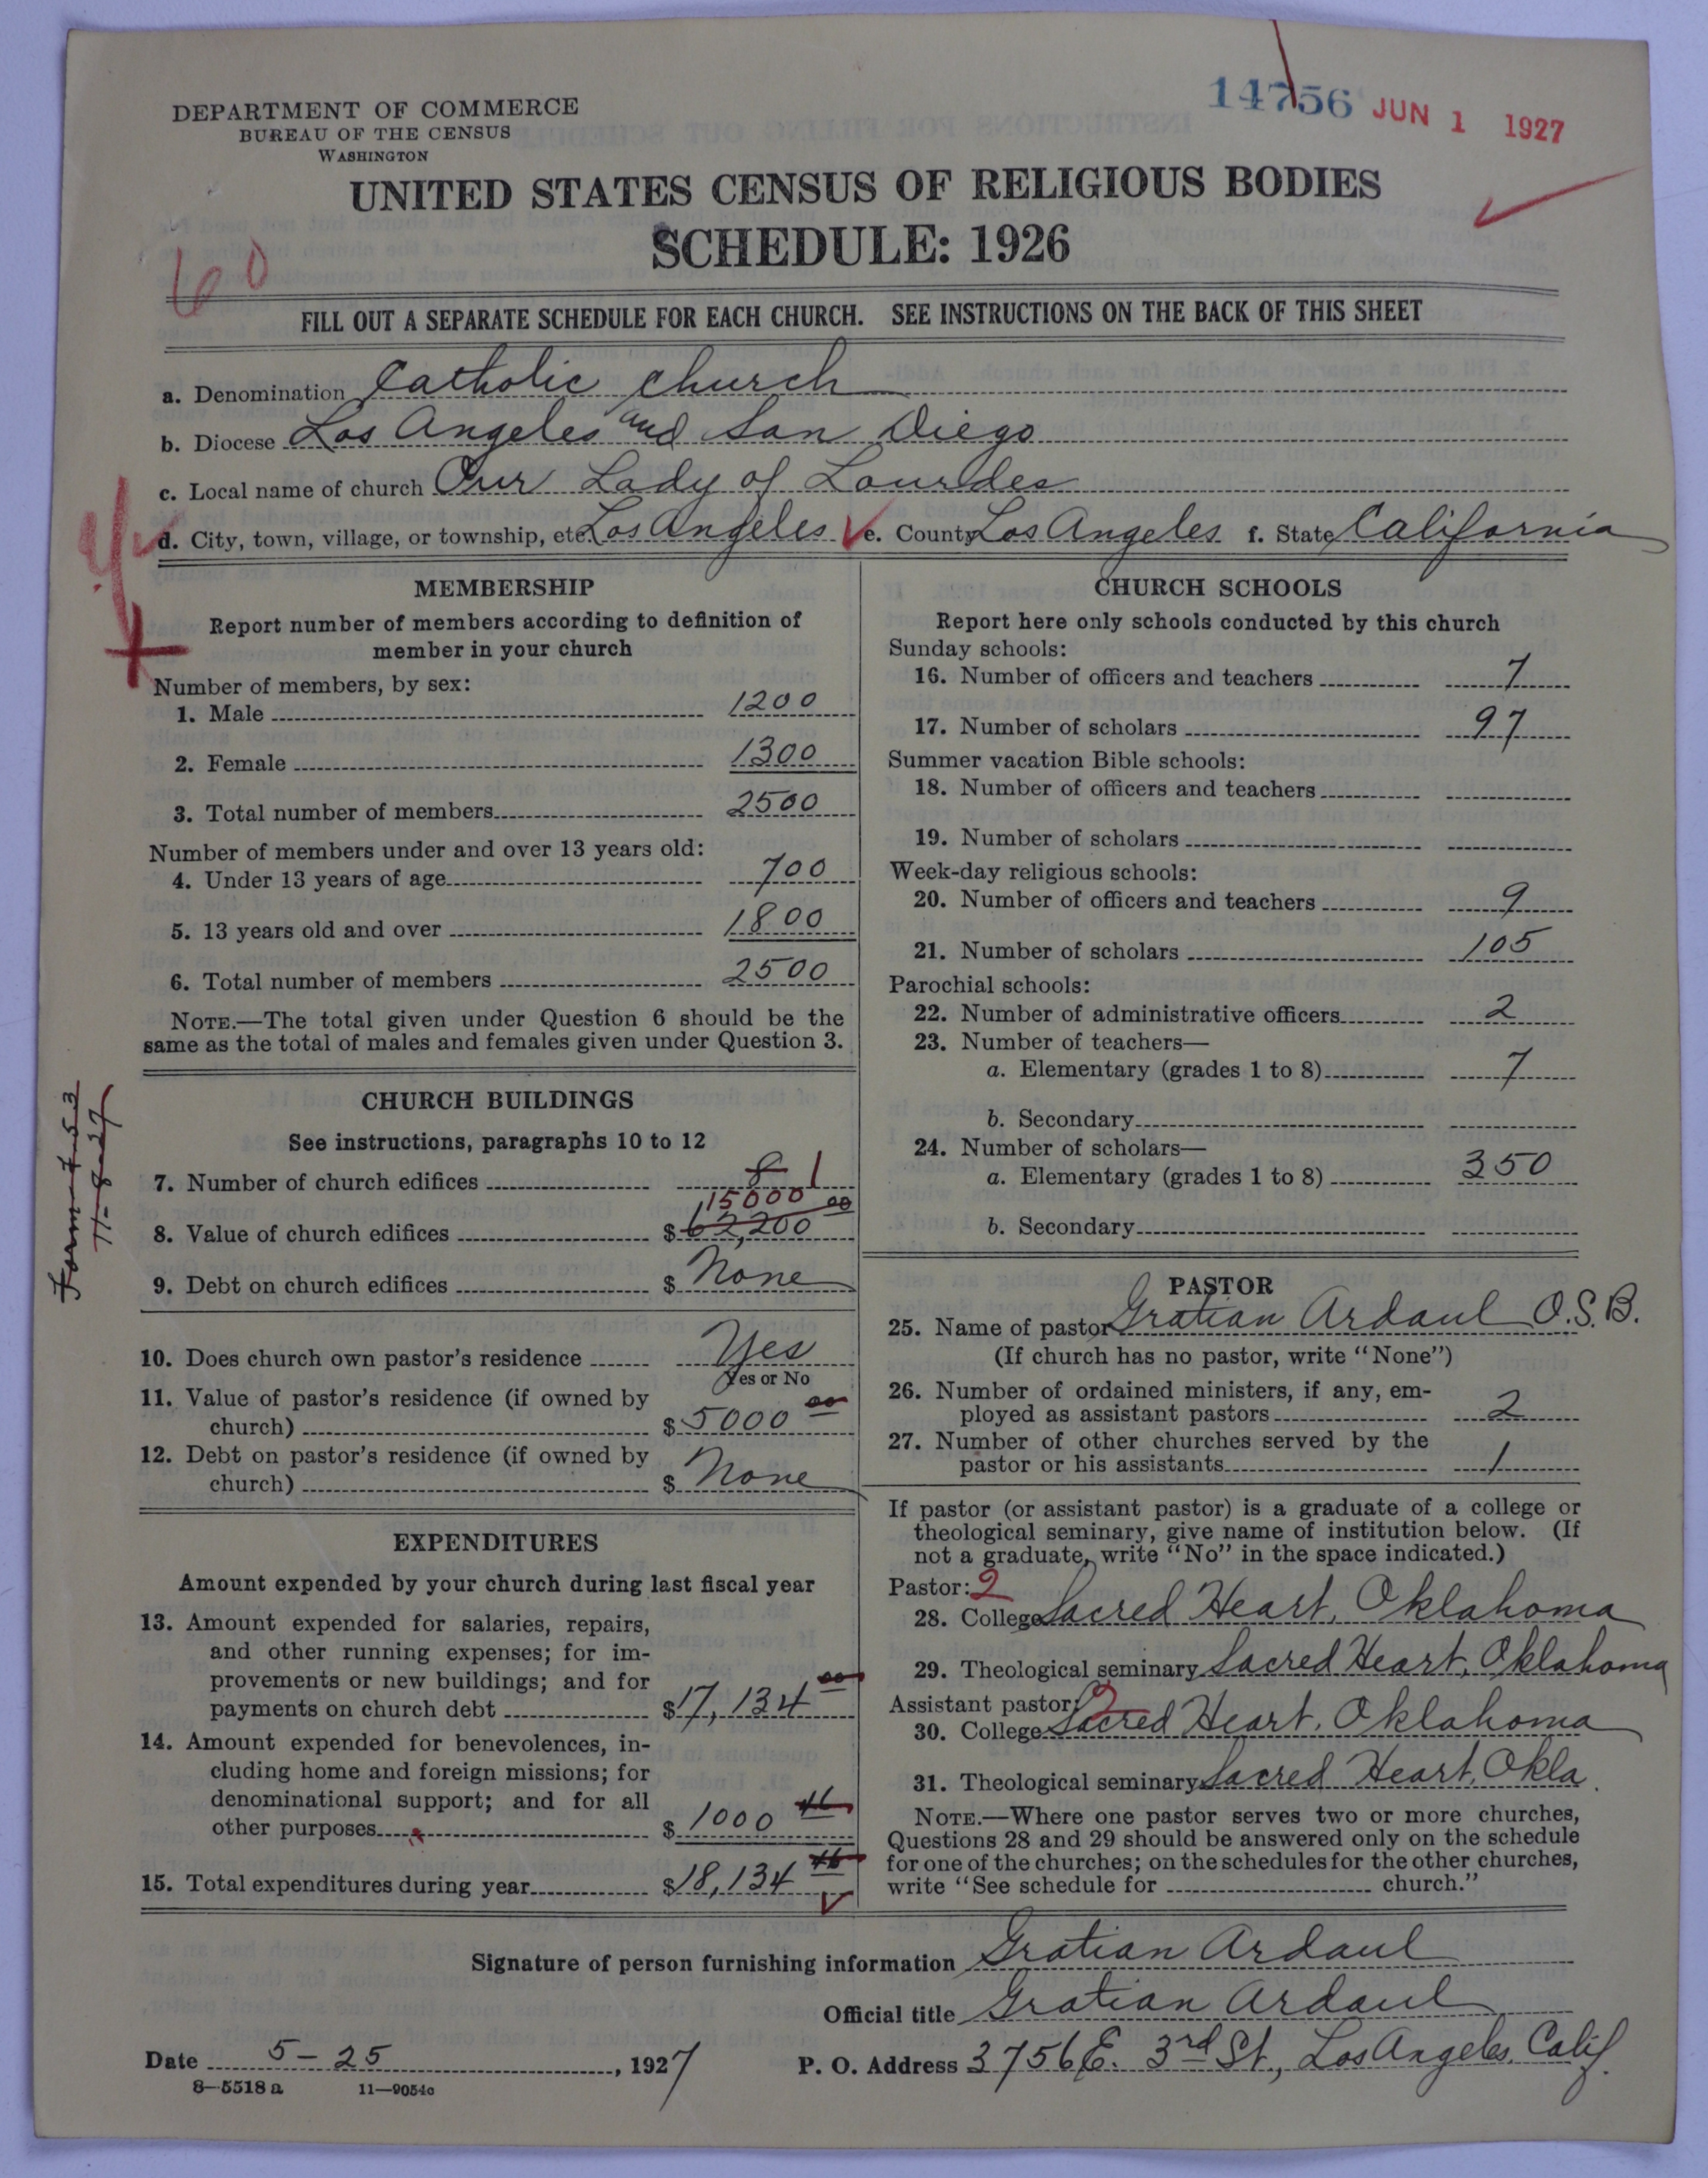 14756 JUN 1 1927
DEPARTMENT OF COMMERCE
BUREAU OF THE CENSUS
WASHINGTON
UNITED STATES CENSUS OF RELIGIOUS BODIES
SCHEDULE: 1926
60
FILL OUT A SEPARATE SCHEDULE FOR EACH CHURCH. SEE INSTRUCTIONS ON THE BACK OF THIS SHEET
a. Denomination Catholic church
b. Diocese Los Angeles and San Diego
c. Local name of church Our Lady of Lourdes
d. City, town, village, or township, etc. Los Angeles e. County Los Angeles f. State California
MEMBERSHIP
Report number of members according to definition of
member in your church
Number of members, by sex:
1. Male 1200
2. Female 1300
3. Total number of members 2500
Number of members under and over 13 years old:
4. Under 13 years of age 700
5. 13 years old and over 1800
6. Total number of members 2500
NOTE.—The total given under Question 6 should be the
same as the total of males and females given under Question 3.
CHURCH BUILDINGS
See instructions, paragraphs 10 to 12
7. Number of church edifices 8 1
15000
8. Value of church edifices $62,200 00
9. Debt on church edifices $ None
10. Does church own pastor's residence Yes
Yes or No
11. Value of pastor's residence (if owned by
church) $5000 00
12. Debt on pastor's residence (if owned by
church) $ None
EXPENDITURES
Amount expended by your church during last fiscal year
13. Amount expended for salaries, repairs,
and other running expenses; for im-
provements or new buildings; and for
payments on church debt $17,134 00
14. Amount expended for benevolences, in-
cluding home and foreign missions; for
denominational support; and for all
other purposes $1000 46
15. Total expenditures during year $18,134 46
Form 753
11-8-27
CHURCH SCHOOLS
Report here only schools conducted by this church
Sunday schools:
16. Number of officers and teachers 7
17. Number of scholars 97
Summer vacation Bible schools:
18. Number of officers and teachers
19. Number of scholars
Week-day religious schools:
20. Number of officers and teachers 9
21. Number of scholars 105
Parochial schools:
22. Number of administrative officers 2
23. Number of teachers—
a. Elementary (grades 1 to 8) 7
b. Secondary
24. Number of scholars—
a. Elementary (grades 1 to 8) 350
b. Secondary
PASTOR
25. Name of pastor Gratian Ardaul O.S.B.
(If church has no pastor, write "None")
26. Number of ordained ministers, if any, em-
ployed as assistant pastors 2
27. Number of other churches served by the
pastor or his assistants 1
If pastor (or assistant pastor) is a graduate of a college or
theological seminary, give name of institution below. (If
not a graduate, write "No" in the space indicated.)
Pastor: 2
28. College Sacred Heart, Oklahoma
29. Theological seminary Sacred Heart, Oklahoma
Assistant pastor: 2
30. College Sacred Heart, Oklahoma
31. Theological seminary Sacred Heart, Okla.
NOTE.—Where one pastor serves two or more churches,
Questions 28 and 29 should be answered only on the schedule
for one of the churches; on the schedules for the other churches,
write "See schedule for church."
Signature of person furnishing information Gratian Ardaul
Official title Gratian Ardaul
Date 5-25, 1927 P. O. Address 3756 E. 3rd St., Los Angeles, Calif.
8-5518 a 11-9054c